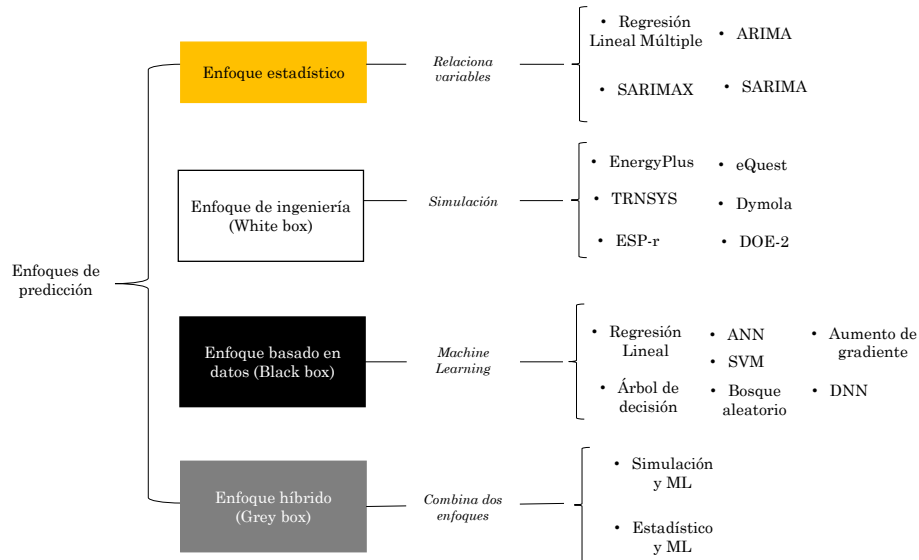 Enfoques de
predicción
Enfoque estadístico
Relaciona
variables
• Regresión
Lineal Múltiple
• ARIMA
• SARIMAX
• SARIMA
Enfoque de ingeniería
(White box)
Simulación
• EnergyPlus
• eQuest
• TRNSYS
• Dymola
• ESP-r
• DOE-2
Enfoque basado en
datos (Black box)
Machine
Learning
• Regresión
Lineal
• ANN
• SVM
• Aumento de
gradiente
• Árbol de
decisión
• Bosque
aleatorio
• DNN
Enfoque híbrido
(Grey box)
Combina dos
enfoques
• Simulación
y ML
• Estadístico
y ML